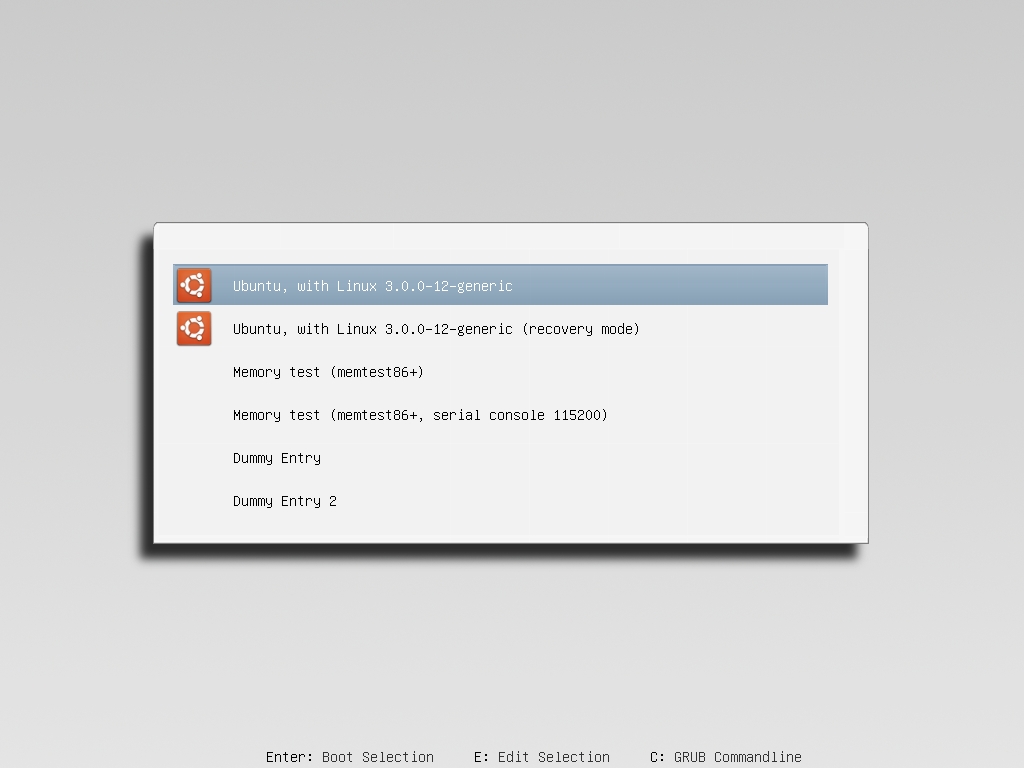 Ubuntu, with Linux 3.0.0-12-generic
Ubuntu, with Linux 3.0.0-12-generic (recovery mode)
Memory test (memtest86+)
Memory test (memtest86+, serial console 115200)
Dummy Entry
Dummy Entry 2
Enter: Boot Selection E: Edit Selection C: GRUB Commandline